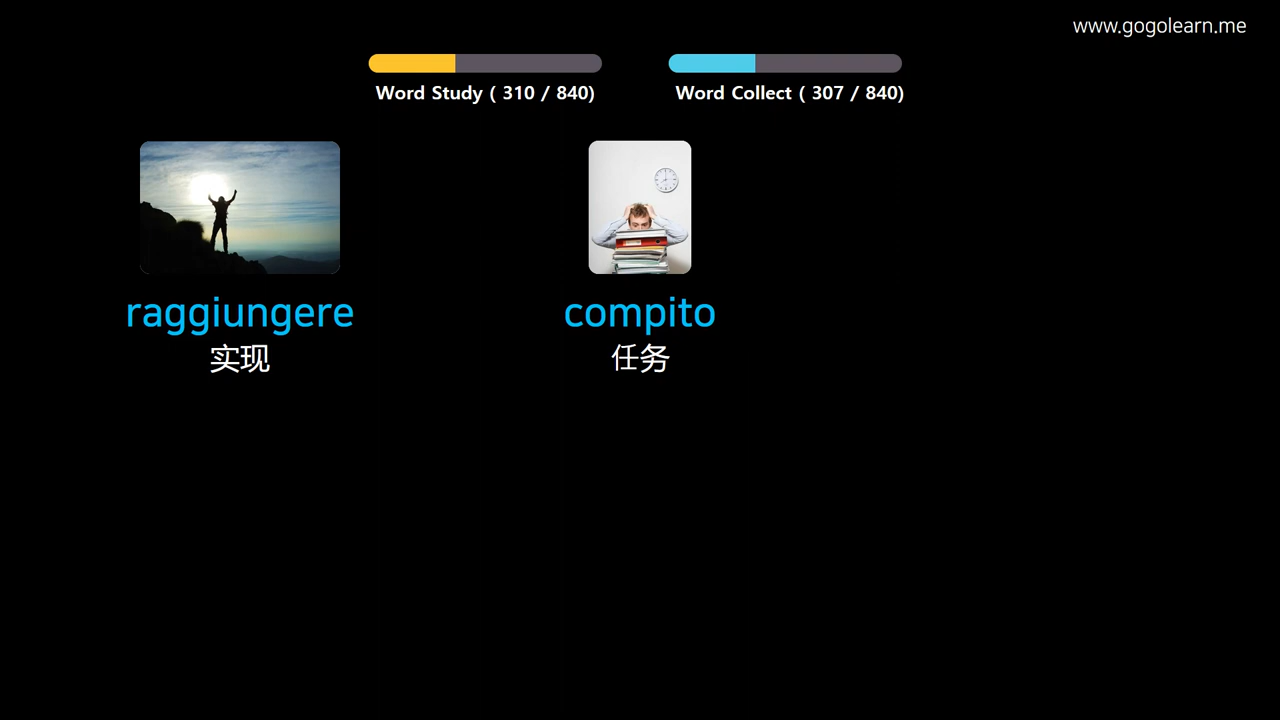 www.gogolearn.me
Word Study ( 310 / 840)
Word Collect ( 307 / 840)
raggiungere
实现
compito
任务